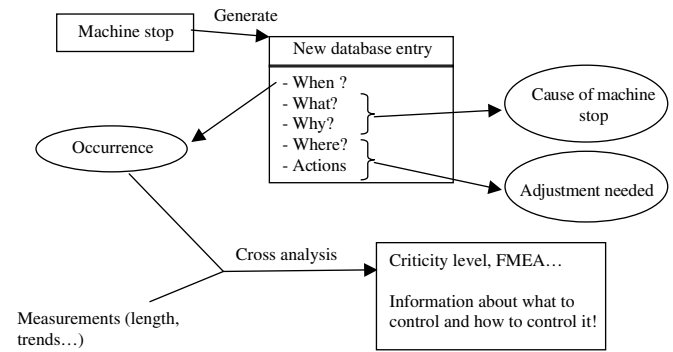 Generate
Machine stop
New database entry
- When ?
- What?
- Why?
- Where?
- Actions
Cause of machine
stop
Occurrence
Adjustment needed
Cross analysis
Criticity level, FMEA…
Information about what to
control and how to control it!
Measurements (length,
trends…)